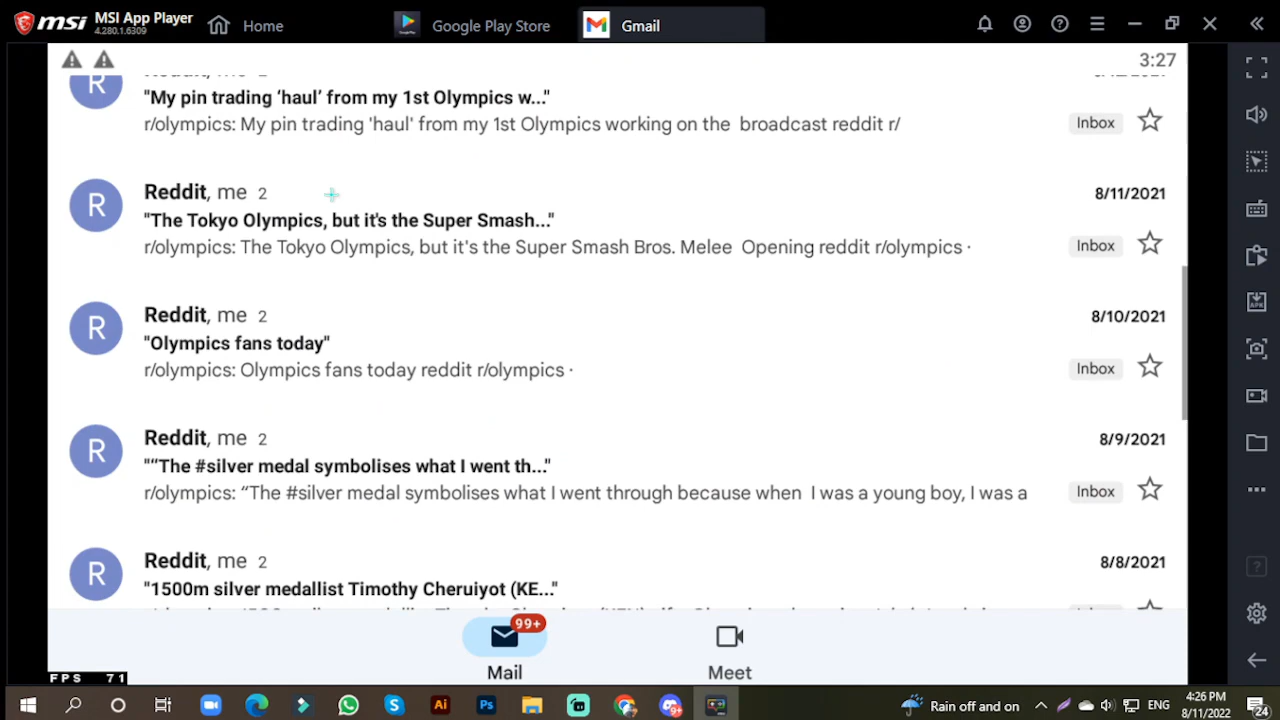 msi MSI App Player
4.280.1.6309
Home
Google Play Store
Gmail
3:27
"My pin trading ‘haul’ from my 1st Olympics w..."
r/olympics: My pin trading 'haul' from my 1st Olympics working on the broadcast reddit r/
Inbox
R
Reddit, me 2
8/11/2021
"The Tokyo Olympics, but it's the Super Smash..."
r/olympics: The Tokyo Olympics, but it's the Super Smash Bros. Melee Opening reddit r/olympics ·
Inbox
R
Reddit, me 2
8/10/2021
"Olympics fans today"
r/olympics: Olympics fans today reddit r/olympics ·
Inbox
R
Reddit, me 2
8/9/2021
"“The #silver medal symbolises what I went th..."
r/olympics: “The #silver medal symbolises what I went through because when I was a young boy, I was a
Inbox
R
Reddit, me 2
8/8/2021
"1500m silver medallist Timothy Cheruiyot (KE..."
R
99+
Mail
Meet
FPS 71
Ai
Ps
9+
Rain off and on
ENG
4:26 PM
8/11/2022
24